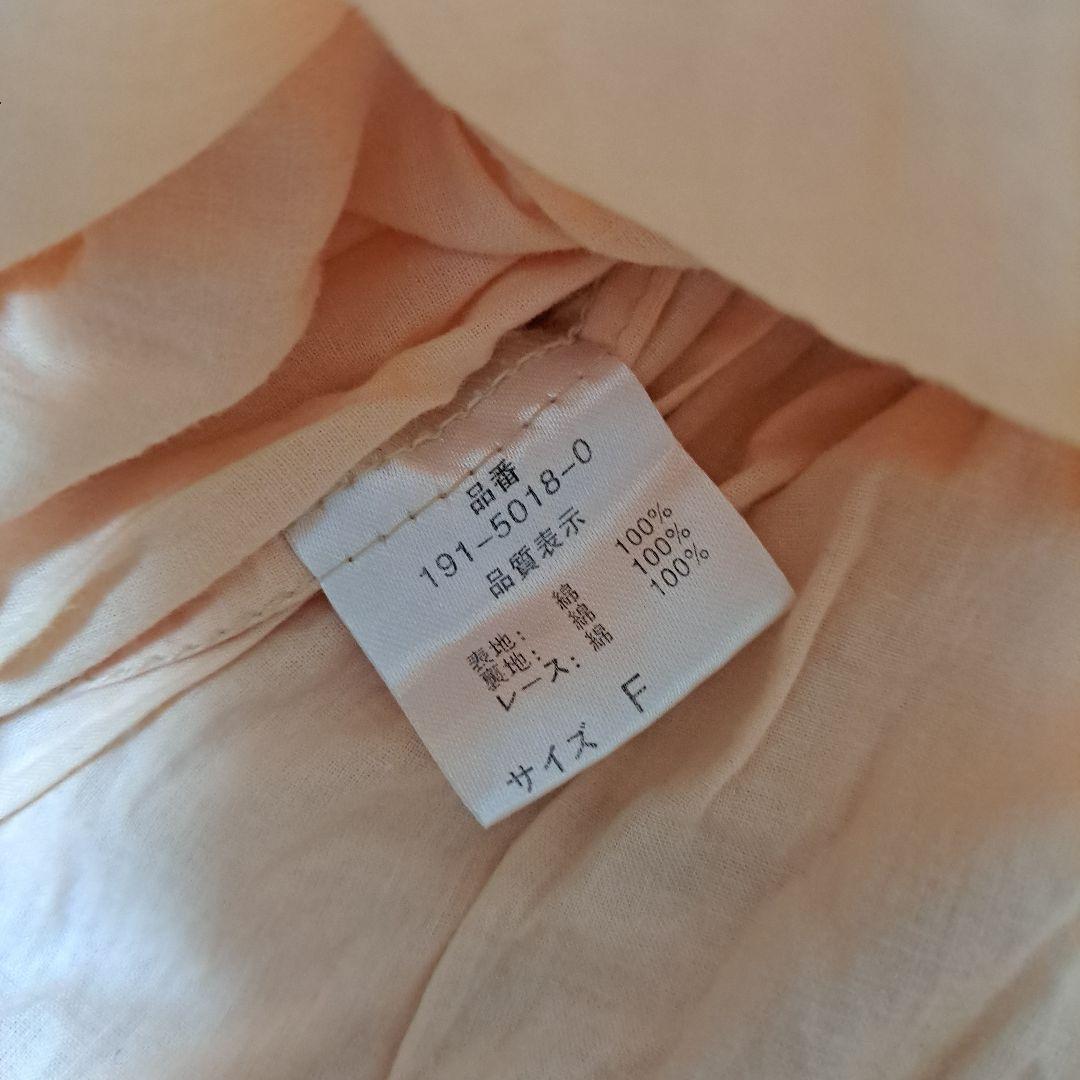 品番
191-5018-0
品質表示
表地: 綿 100%
裏地: 綿 100%
レース: 綿 100%
サイズ F